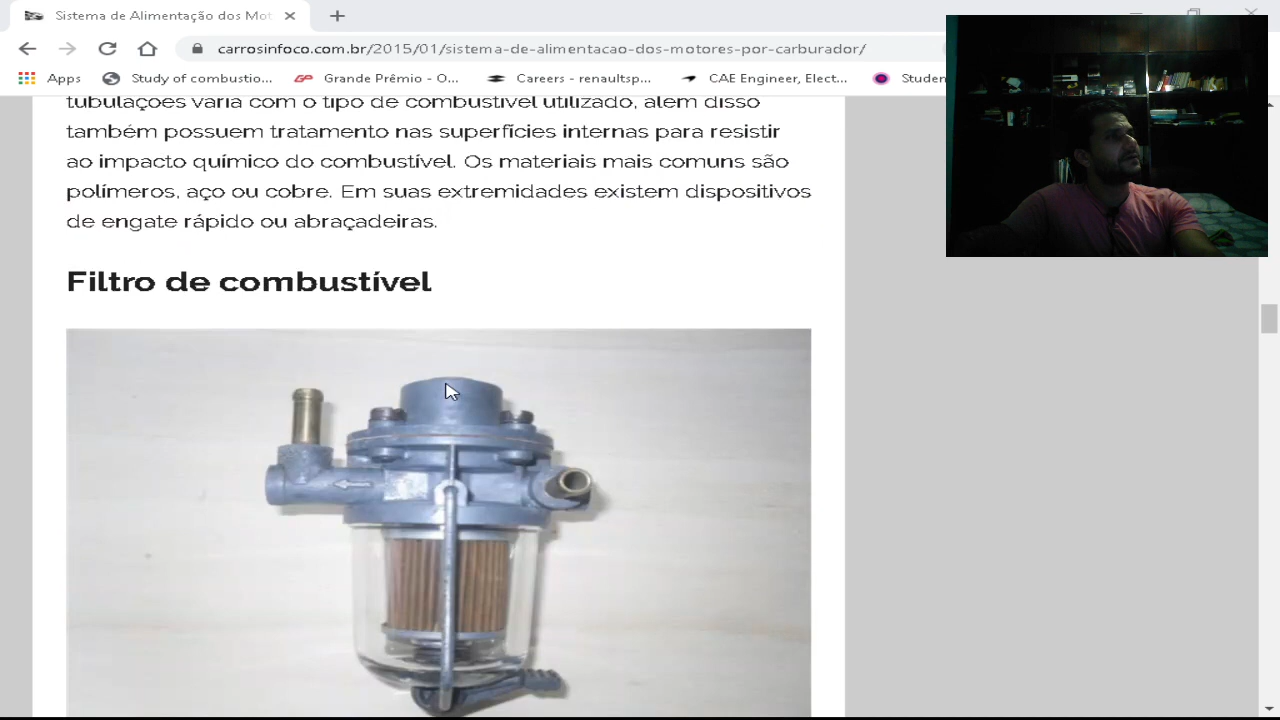 Sistema de Alimentação dos Mot
carrosinfoco.com.br/2015/01/sistema-de-alimentacao-dos-motores-por-carburador/
Apps Study of combustio... Grande Prêmio - O... Careers - renaultsp... CAE Engineer, Elect... Studen
tubulações varia com o tipo de combustível utilizado, além disso
também possuem tratamento nas superfícies internas para resistir
ao impacto químico do combustível. Os materiais mais comuns são
polímeros, aço ou cobre. Em suas extremidades existem dispositivos
de engate rápido ou abraçadeiras.
Filtro de combustível